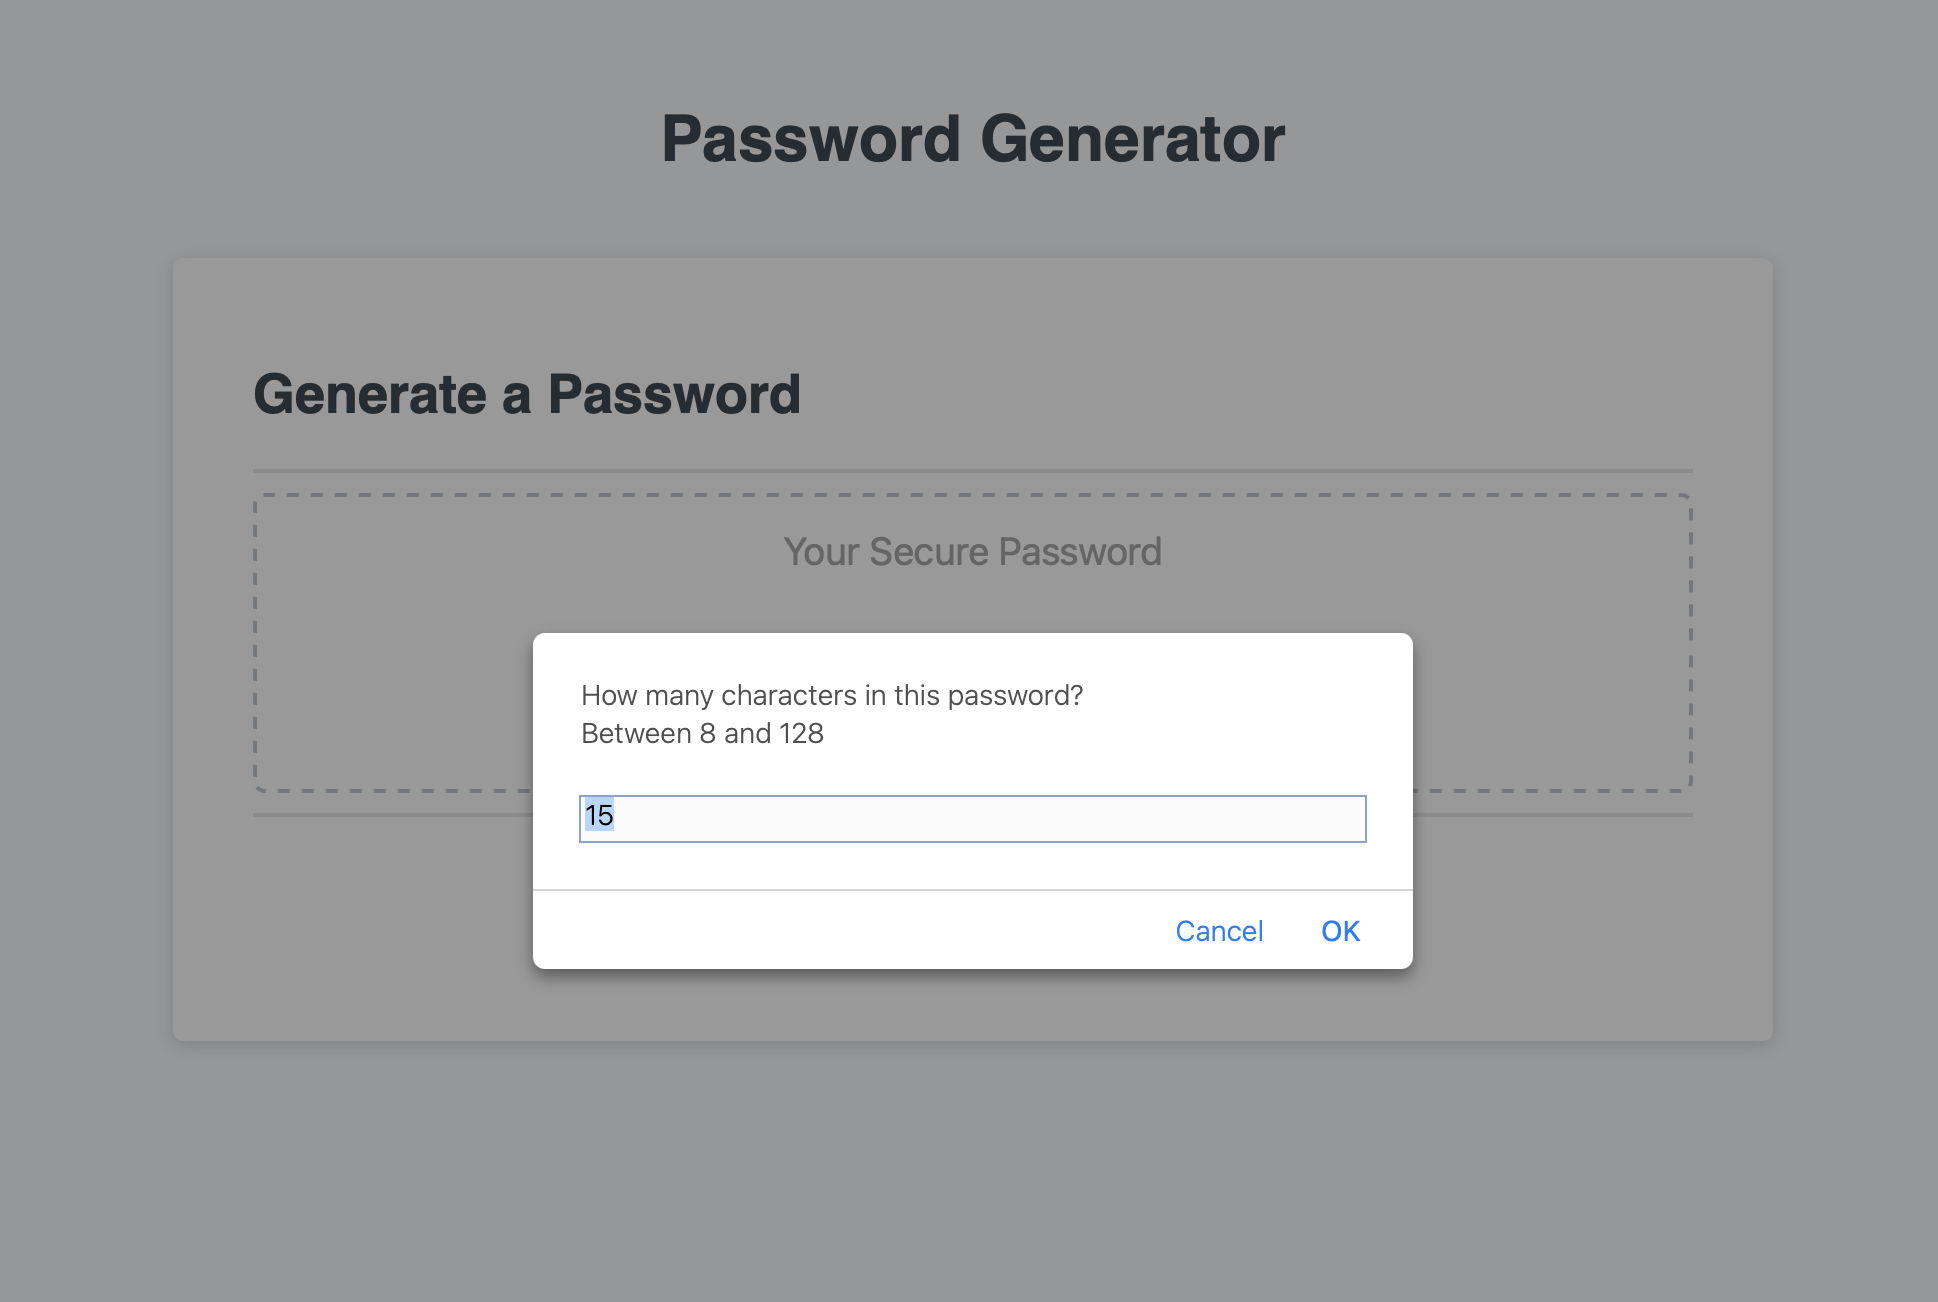 Password Generator
Generate a Password
Your Secure Password
How many characters in this password?
Between 8 and 128
15
Cancel OK